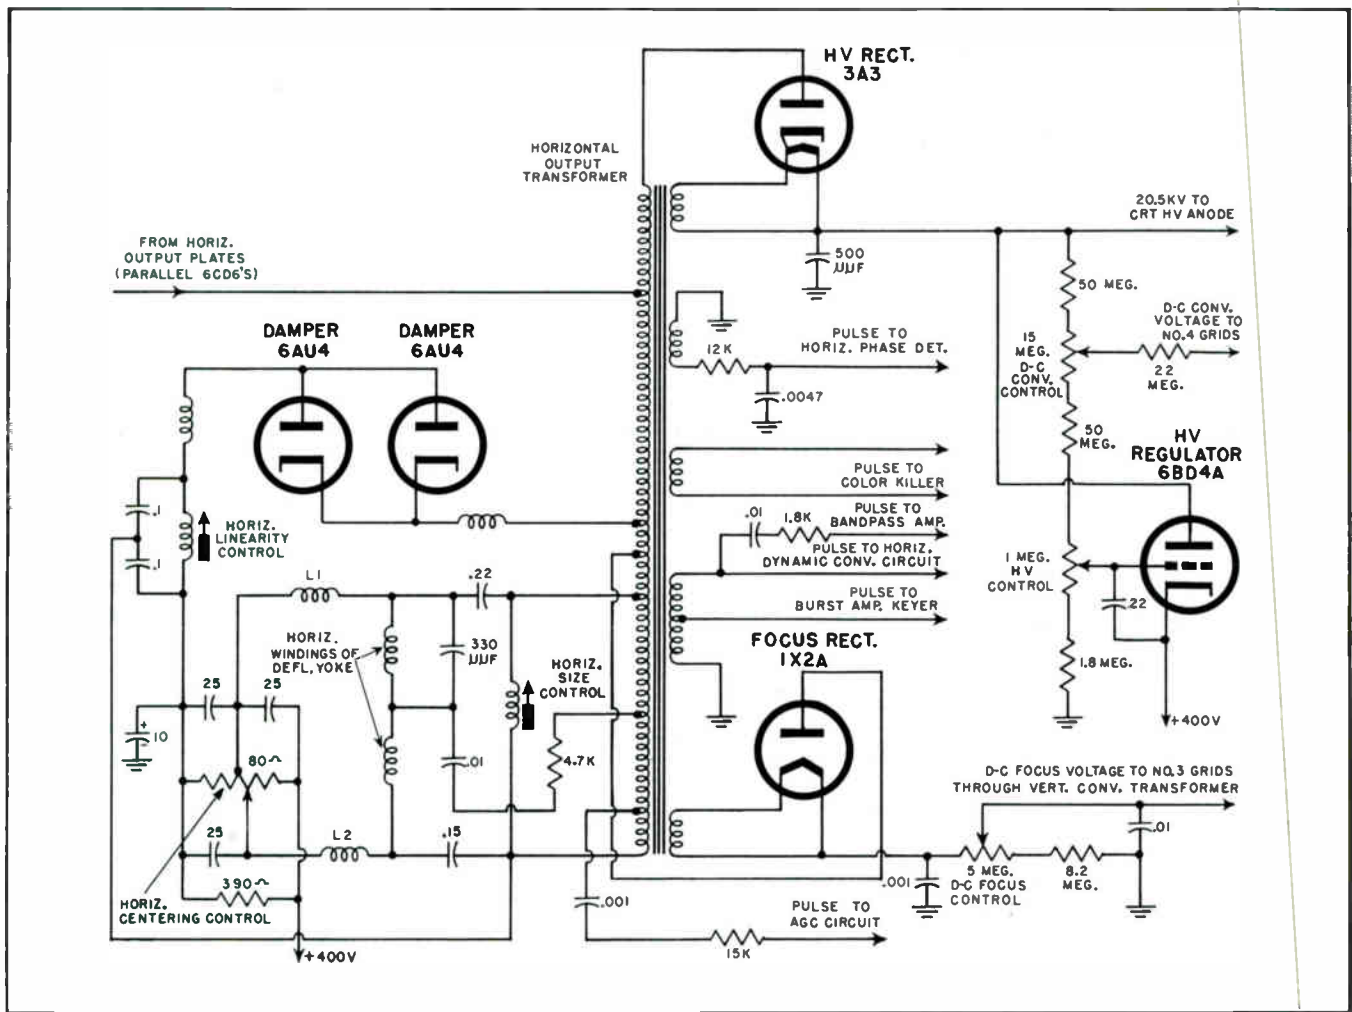 HV RECT.
3A3
HORIZONTAL
OUTPUT
TRANSFORMER
20.5KV TO
CRT HV ANODE
FROM HORIZ.
OUTPUT PLATES
(PARALLEL 6CD6'S)
500
µµF
50 MEG.
D-C CONV.
VOLTAGE TO
NO.4 GRIDS
DAMPER
6AU4
DAMPER
6AU4
PULSE TO
HORIZ. PHASE DET.
12K
.0047
15
MEG.
D-C
CONV.
CONTROL
22
MEG.
50
MEG.
HV
REGULATOR
6BD4A
PULSE TO
COLOR KILLER
.1
.1
HORIZ.
LINEARITY
CONTROL
.01
1.8K
PULSE TO
BANDPASS AMP.
PULSE TO HORIZ.
DYNAMIC CONV. CIRCUIT
1 MEG.
HV
CONTROL
.22
L1
.22
PULSE TO
BURST AMP. KEYER
HORIZ.
WINDINGS OF
DEFL. YOKE
330
µµF
HORIZ.
SIZE
CONTROL
FOCUS RECT.
1X2A
1.8 MEG.
25
25
+
10
-
+400V
80~
.01
4.7K
D-C FOCUS VOLTAGE TO NO.3 GRIDS
THROUGH VERT. CONV. TRANSFORMER
.01
25
L2
.15
390~
HORIZ.
CENTERING CONTROL
.001
.001
5 MEG.
D-C FOCUS
CONTROL
8.2
MEG.
PULSE TO
AGC CIRCUIT
15K
+400V